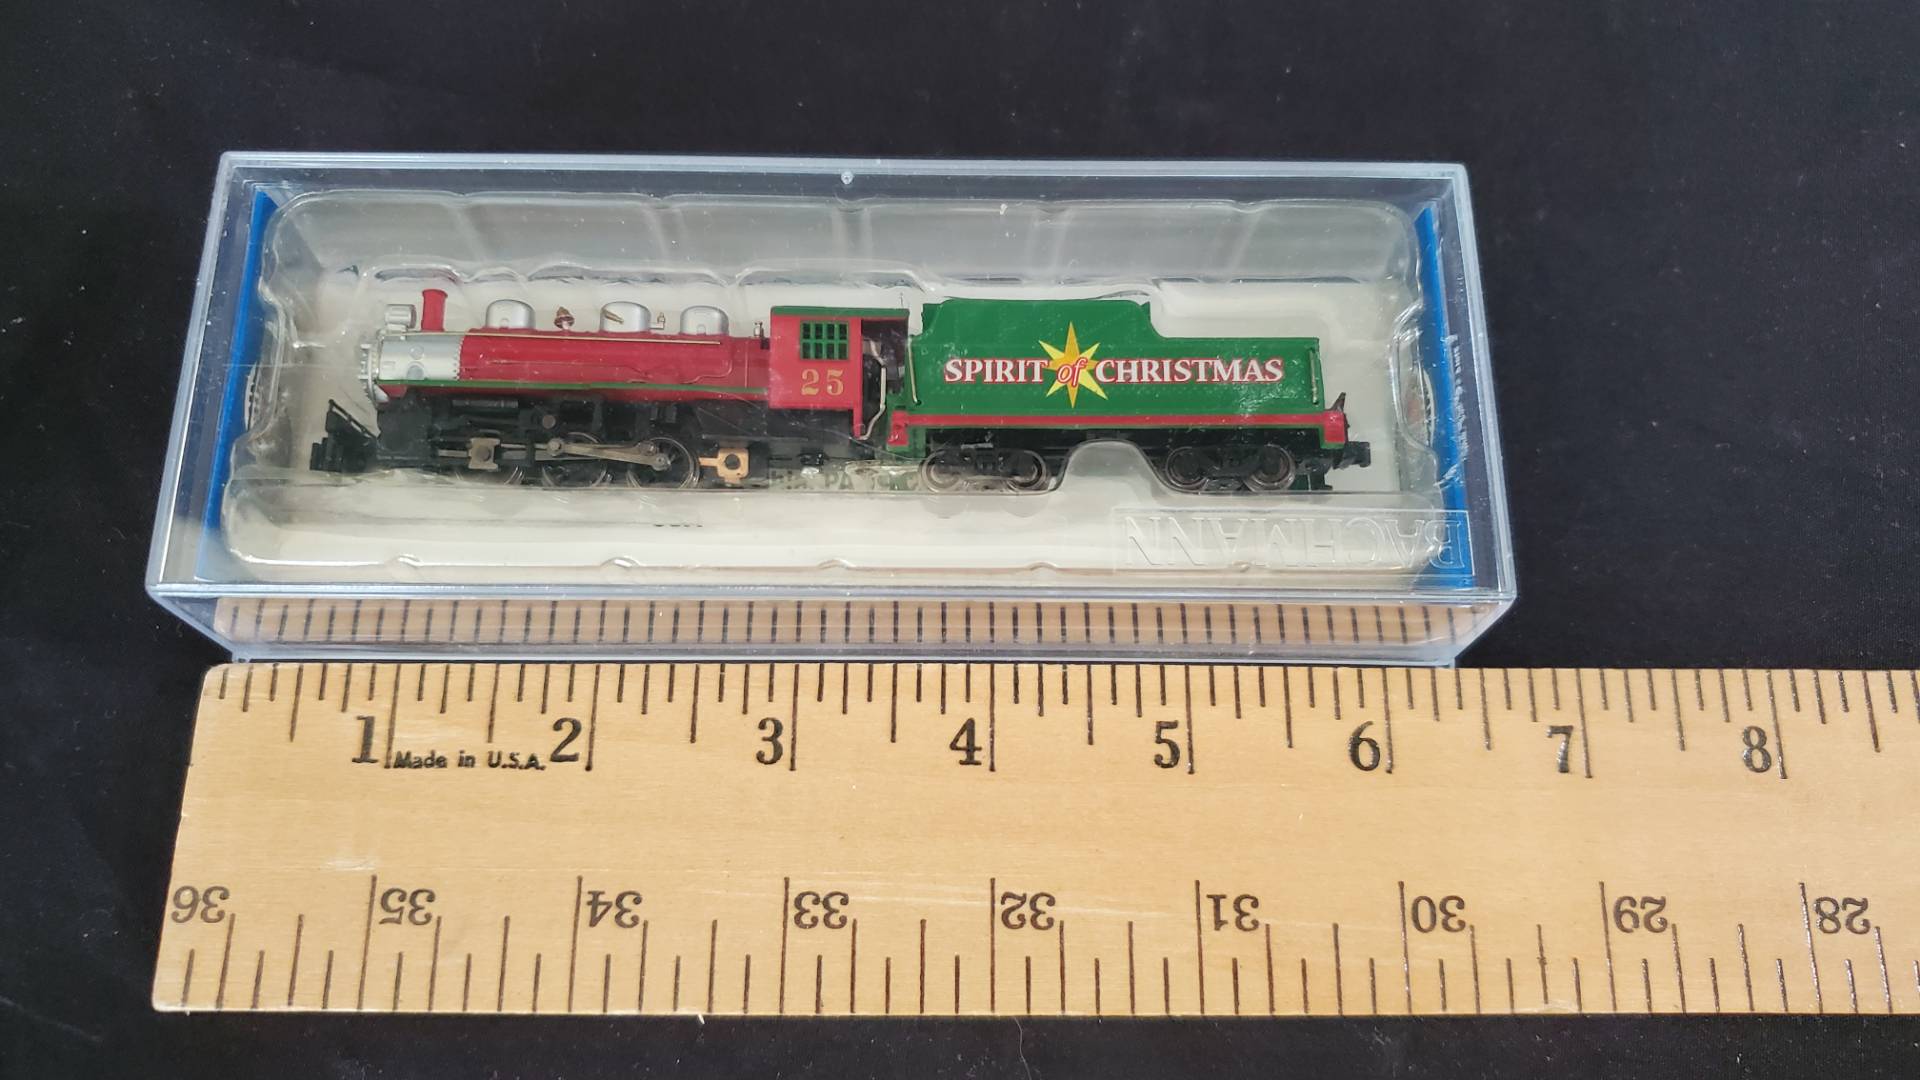 25
SPIRIT of CHRISTMAS
BACHMANN
1 2 3 4 5 6 7 8
Made in U.S.A.
36 35 34 33 32 31 30 29 28